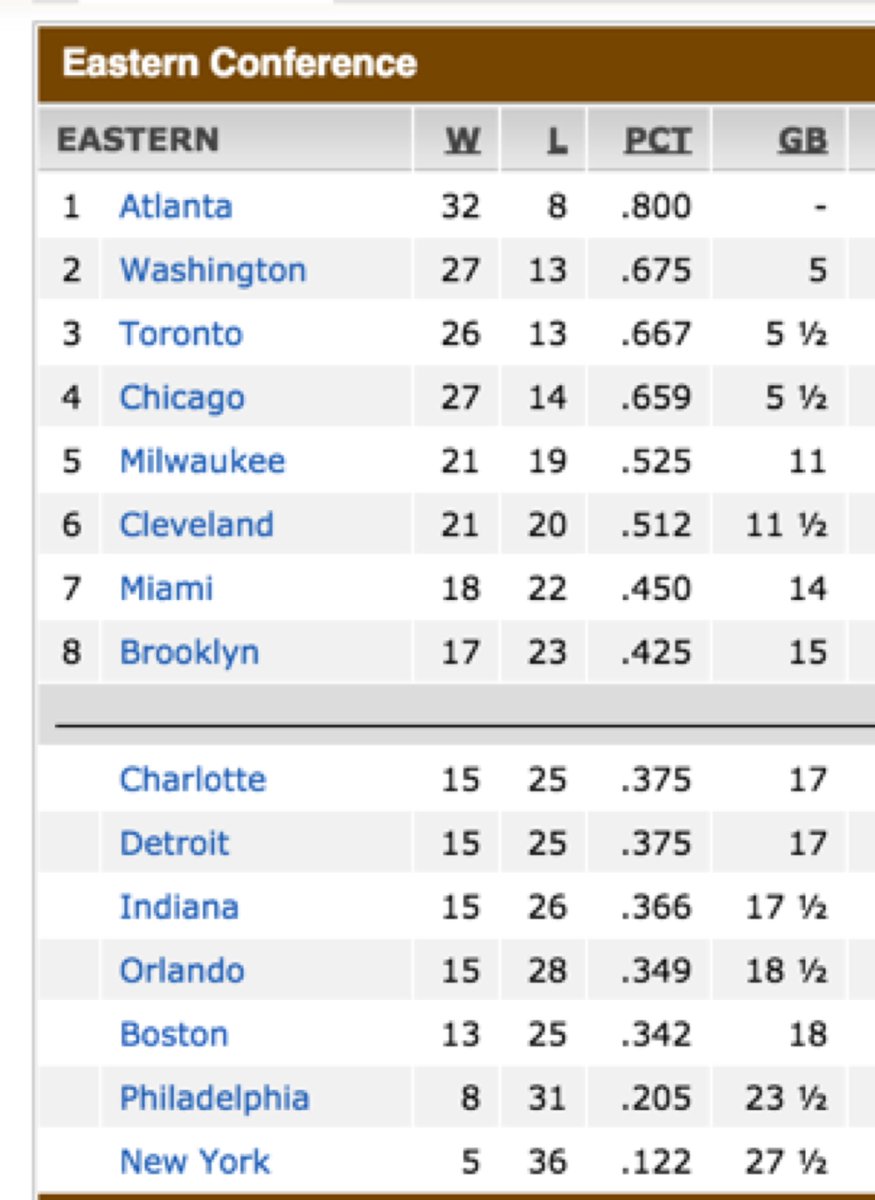 Eastern Conference
EASTERN W L PCT GB
1 Atlanta 32 8 .800 -
2 Washington 27 13 .675 5
3 Toronto 26 13 .667 5 ½
4 Chicago 27 14 .659 5 ½
5 Milwaukee 21 19 .525 11
6 Cleveland 21 20 .512 11 ½
7 Miami 18 22 .450 14
8 Brooklyn 17 23 .425 15
Charlotte 15 25 .375 17
Detroit 15 25 .375 17
Indiana 15 26 .366 17 ½
Orlando 15 28 .349 18 ½
Boston 13 25 .342 18
Philadelphia 8 31 .205 23 ½
New York 5 36 .122 27 ½